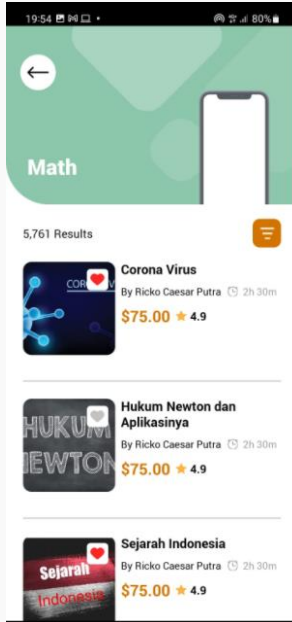 19:54 80%
Math
5,761 Results
Corona Virus
By Ricko Caesar Putra 2h 30m
$75.00 4.9
HUKUM
NEWTON
Hukum Newton dan
Aplikasinya
By Ricko Caesar Putra 2h 30m
$75.00 4.9
Sejarah
Indonesia
Sejarah Indonesia
By Ricko Caesar Putra 2h 30m
$75.00 4.9